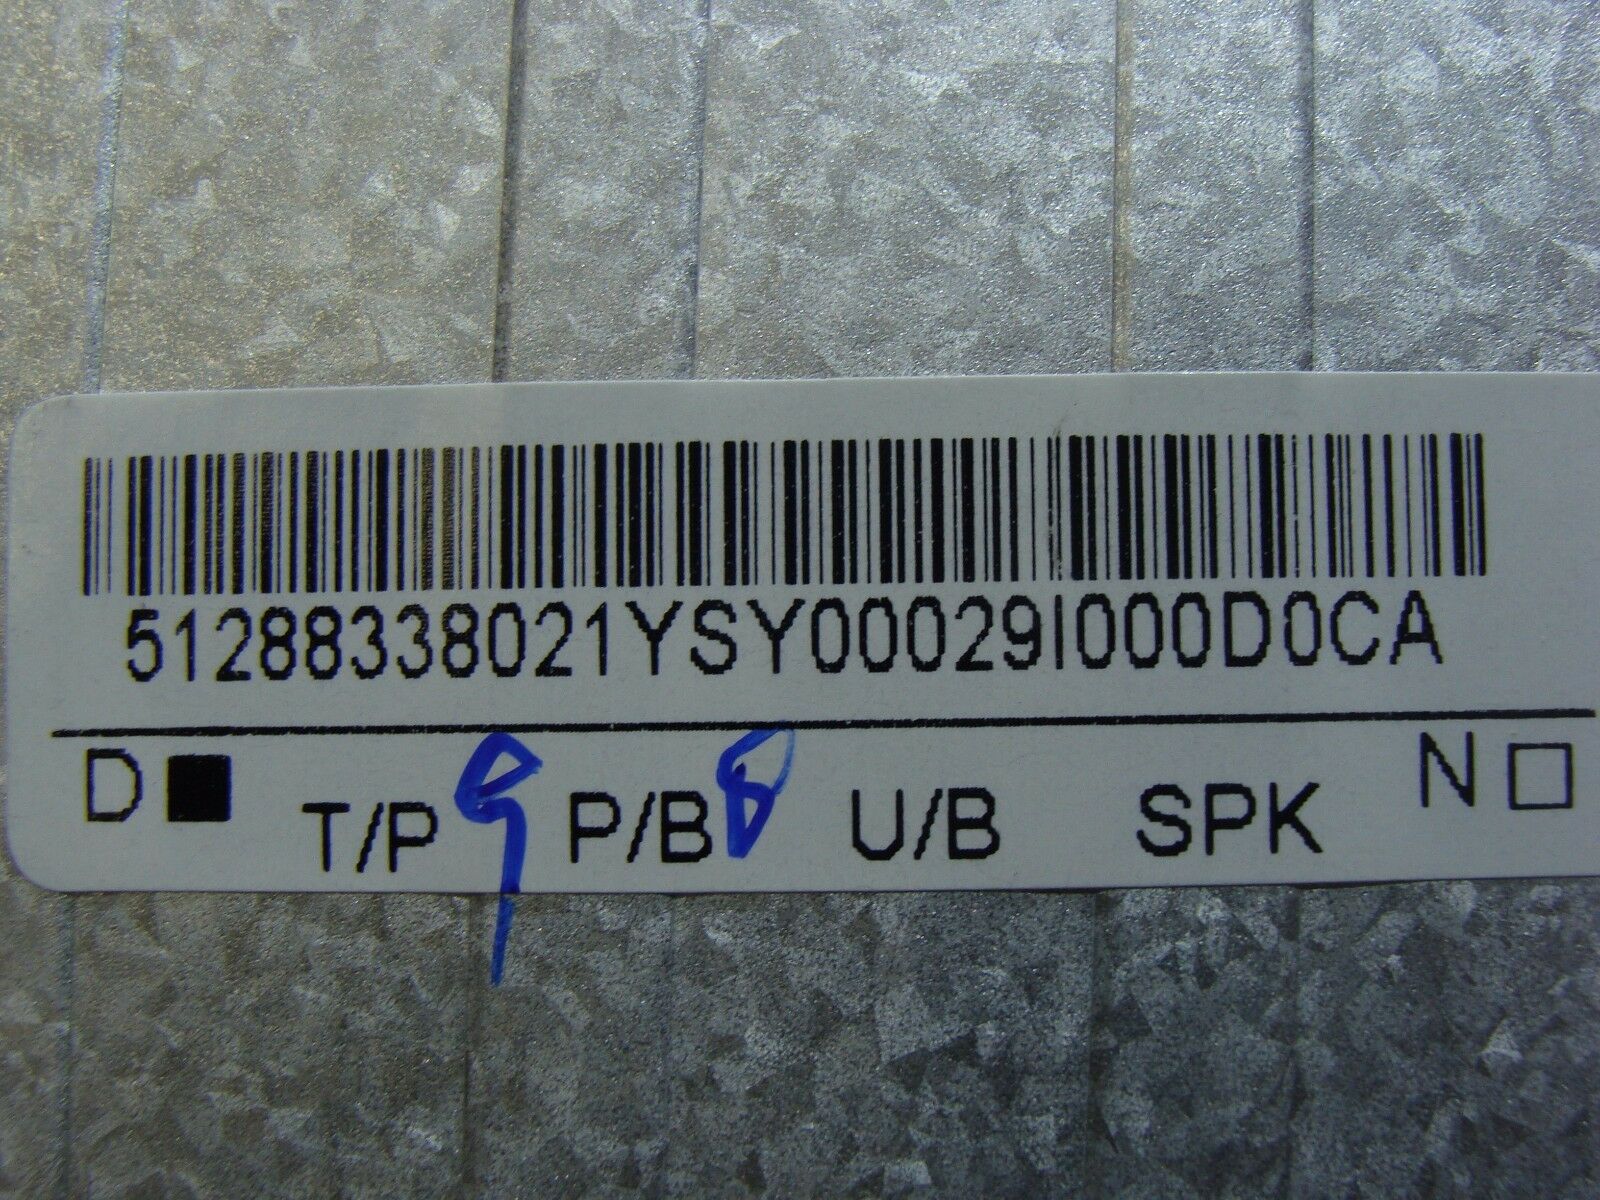 51288338021YSY00029I000D0CA
D■ T/P 9 P/B 8 U/B SPK N□